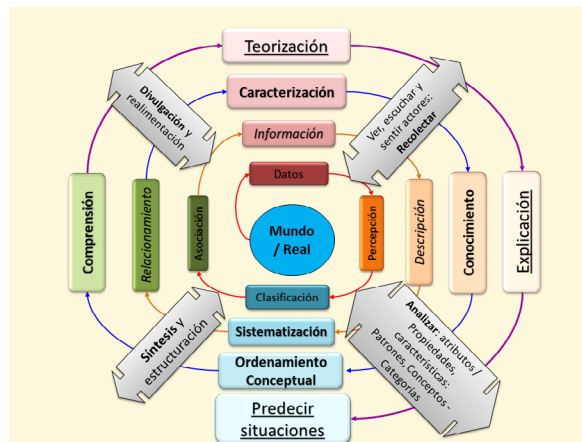 Teorización
Divulgación y
realimentación
Caracterización
Ver, escuchar y
sentir actores:
Recolectar
Información
Datos
Comprensión
Relacionamiento
Asociación
Mundo
/ Real
Percepción
Descripción
Conocimiento
Explicación
Clasificación
Síntesis y
estructuración
Sistematización
Analizar: atributos /
Propiedades,
características:
Patrones, Conceptos -
Categorías
Ordenamiento
Conceptual
Predecir
situaciones